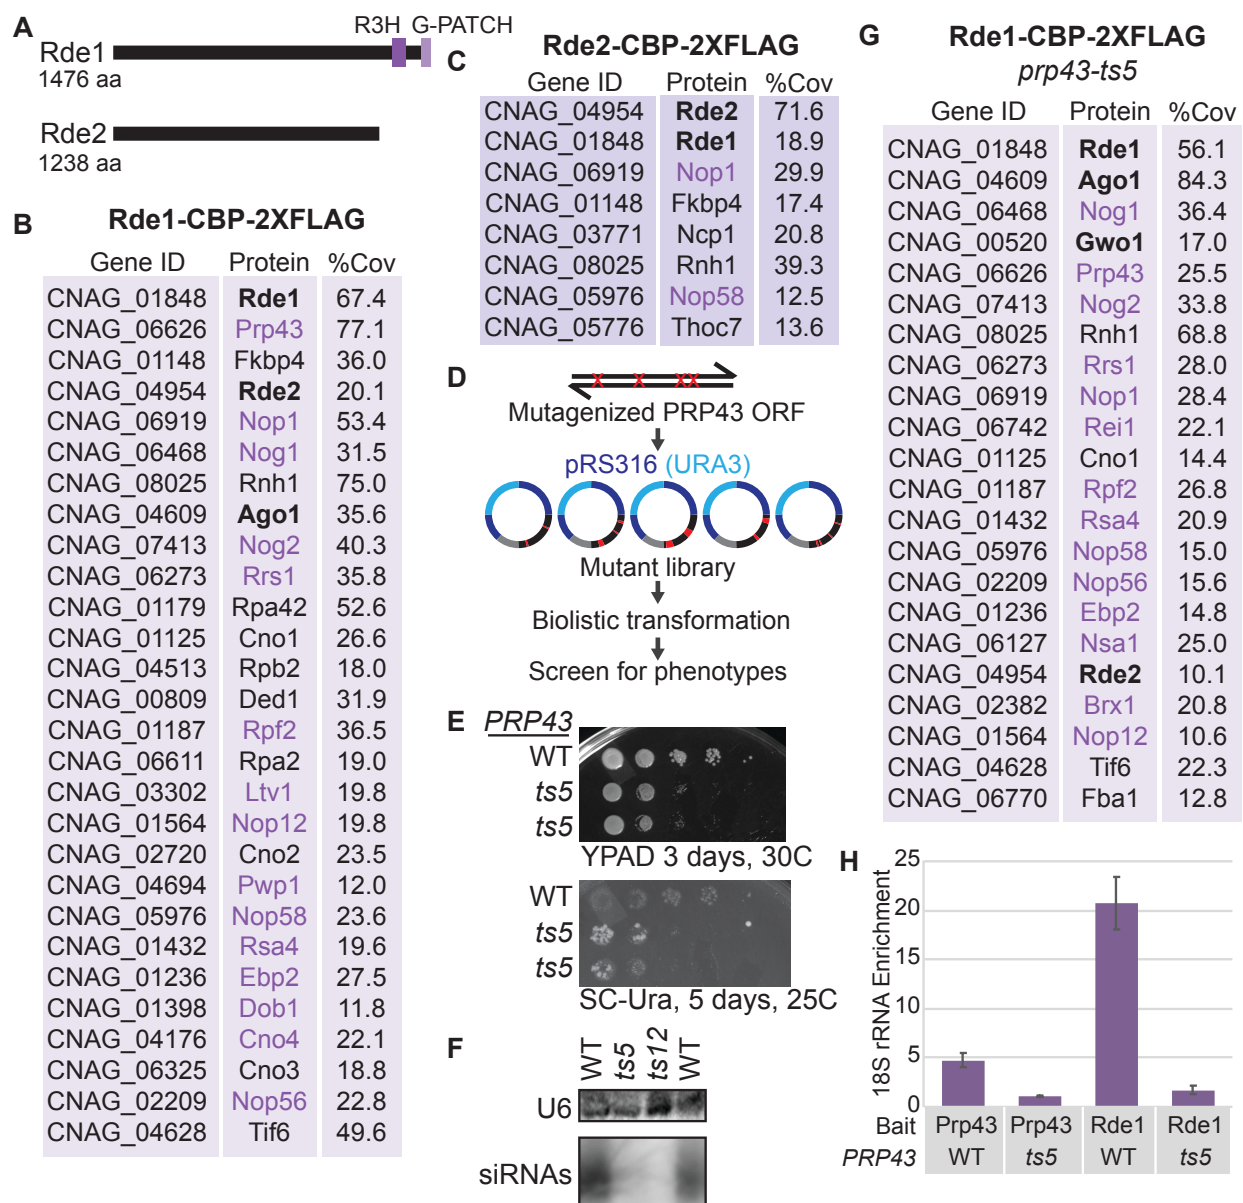 A
R3H G-PATCH
Rde1
1476 aa
Rde2
1238 aa
B
Rde1-CBP-2XFLAG
Gene ID Protein %Cov
CNAG_01848 Rde1 67.4
CNAG_06626 Prp43 77.1
CNAG_01148 Fkbp4 36.0
CNAG_04954 Rde2 20.1
CNAG_06919 Nop1 53.4
CNAG_06468 Nog1 31.5
CNAG_08025 Rnh1 75.0
CNAG_04609 Ago1 35.6
CNAG_07413 Nog2 40.3
CNAG_06273 Rrs1 35.8
CNAG_01179 Rpa42 52.6
CNAG_01125 Cno1 26.6
CNAG_04513 Rpb2 18.0
CNAG_00809 Ded1 31.9
CNAG_01187 Rpf2 36.5
CNAG_06611 Rpa2 19.0
CNAG_03302 Ltv1 19.8
CNAG_01564 Nop12 19.8
CNAG_02720 Cno2 23.5
CNAG_04694 Pwp1 12.0
CNAG_05976 Nop58 23.6
CNAG_01432 Rsa4 19.6
CNAG_01236 Ebp2 27.5
CNAG_01398 Dob1 11.8
CNAG_04176 Cno4 22.1
CNAG_06325 Cno3 18.8
CNAG_02209 Nop56 22.8
CNAG_04628 Tif6 49.6
C
Rde2-CBP-2XFLAG
Gene ID Protein %Cov
CNAG_04954 Rde2 71.6
CNAG_01848 Rde1 18.9
CNAG_06919 Nop1 29.9
CNAG_01148 Fkbp4 17.4
CNAG_03771 Ncp1 20.8
CNAG_08025 Rnh1 39.3
CNAG_05976 Nop58 12.5
CNAG_05776 Thoc7 13.6
D
Mutagenized PRP43 ORF
pRS316 (URA3)
Mutant library
Biolistic transformation
Screen for phenotypes
E
PRP43
WT
ts5
ts5
YPAD 3 days, 30C
WT
ts5
ts5
SC-Ura, 5 days, 25C
F
WT ts5 ts12 WT
U6
siRNAs
G
Rde1-CBP-2XFLAG
prp43-ts5
Gene ID Protein %Cov
CNAG_01848 Rde1 56.1
CNAG_04609 Ago1 84.3
CNAG_06468 Nog1 36.4
CNAG_00520 Gwo1 17.0
CNAG_06626 Prp43 25.5
CNAG_07413 Nog2 33.8
CNAG_08025 Rnh1 68.8
CNAG_06273 Rrs1 28.0
CNAG_06919 Nop1 28.4
CNAG_06742 Rei1 22.1
CNAG_01125 Cno1 14.4
CNAG_01187 Rpf2 26.8
CNAG_01432 Rsa4 20.9
CNAG_05976 Nop58 15.0
CNAG_02209 Nop56 15.6
CNAG_01236 Ebp2 14.8
CNAG_06127 Nsa1 25.0
CNAG_04954 Rde2 10.1
CNAG_02382 Brx1 20.8
CNAG_01564 Nop12 10.6
CNAG_04628 Tif6 22.3
CNAG_06770 Fba1 12.8
H
18S rRNA Enrichment
25
20
15
10
5
0
Bait Prp43 Prp43 Rde1 Rde1
PRP43 WT ts5 WT ts5